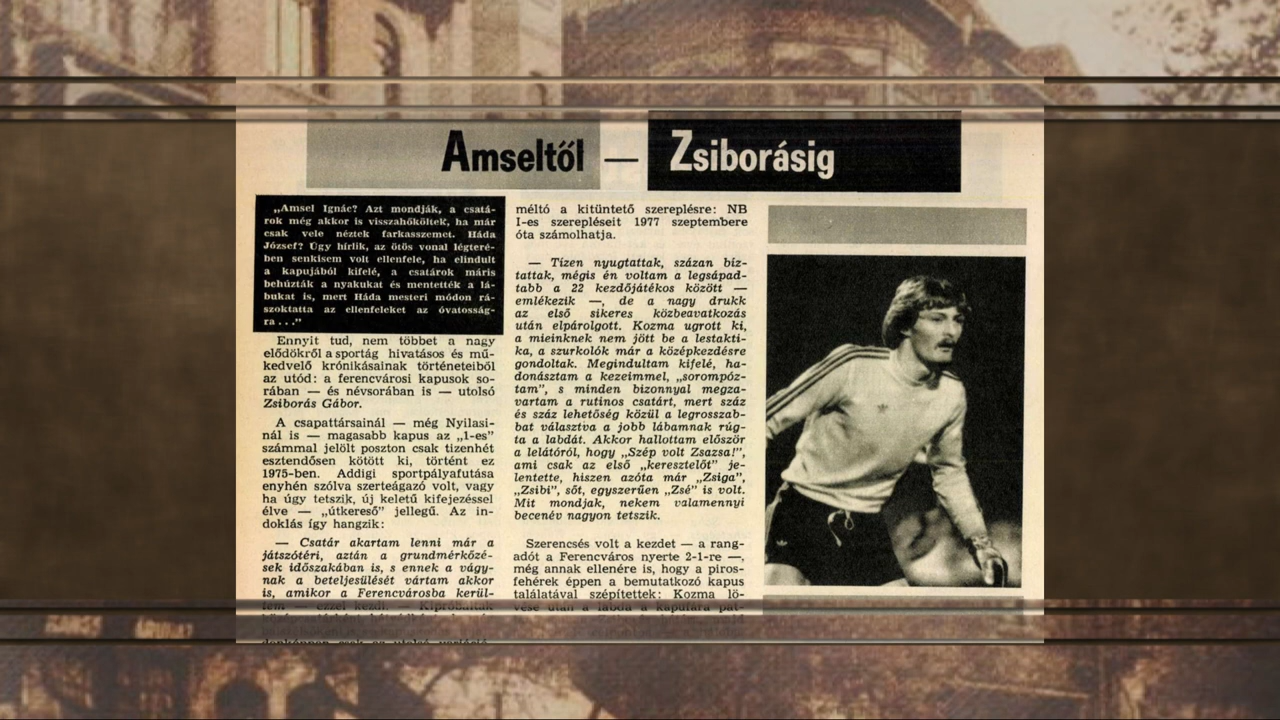 Amseltől — Zsiborásig
„Amsel Ignác? Azt mondják, a csatá-
rok még akkor is visszahőköltek, ha már
csak vele néztek farkasszemet. Háda
József? Úgy hírlik, az ötös vonal légteré-
ben senkisem volt ellenfele, ha elindult
a kapujából kifelé, a csatárok máris
behúzták a nyakukat és mentették a lá-
bukat is, mert Háda mesteri módon rá-
szoktatta az ellenfeleket az óvatosság-
ra . . ."
Ennyit tud, nem többet a nagy
elődökről a sportág hivatásos és mű-
kedvelő krónikásainak történeteiből
az utód: a ferencvárosi kapusok so-
rában — és névsorában is — utolsó
Zsiborás Gábor.
A csapattársainál — még Nyilasi-
nál is — magasabb kapus az „1-es"
számmal jelölt poszton csak tizenhét
esztendősen kötött ki, történt ez
1975-ben. Addigi sportpályafutása
enyhén szólva szerteágazó volt, vagy
ha úgy tetszik, új keletű kifejezéssel
élve — „útkereső" jellegű. Az in-
doklás így hangzik:
— Csatár akartam lenni már a
játszótéri, aztán a grundmérkőzé-
sek időszakában is, s ennek a vágy-
nak a beteljesülését vártam akkor
is, amikor a Ferencvárosba kerül-
tem — ezzel kezdi. — Kipróbáltak
méltó a kitüntető szereplésre: NB
I-es szerepléseit 1977 szeptembere
óta számolhatja.
— Tízen nyugtattak, százan biz-
tattak, mégis én voltam a legsápad-
tabb a 22 kezdőjátékos között —
emlékezik —, de a nagy drukk
az első sikeres közbeavatkozás
után elpárolgott. Kozma ugrott ki,
a mieinknek nem jött be a lestakti-
ka, a szurkolók már a középkezdésre
gondoltak. Megindultam kifelé, ha-
donásztam a kezeimmel, „sorompóz-
tam", s minden bizonnyal megza-
vartam a rutinos csatárt, mert száz
és száz lehetőség közül a legrosszab-
bat választva a jobb lábamnak rúg-
ta a labdát. Akkor hallottam először
a lelátóról, hogy „Szép volt Zsazsa!",
ami csak az első „keresztelőt" je-
lentette, hiszen azóta már „Zsiga",
„Zsibi", sőt, egyszerűen „Zsé" is volt.
Mit mondjak, nekem valamennyi
becenév nagyon tetszik.
Szerencsés volt a kezdet — a rang-
adót a Ferencváros nyerte 2-1-re —,
még annak ellenére is, hogy a piros-
fehérek éppen a bemutatkozó kapus
találatával szépítettek: Kozma lö-
vése után a labda a kapufára pat-